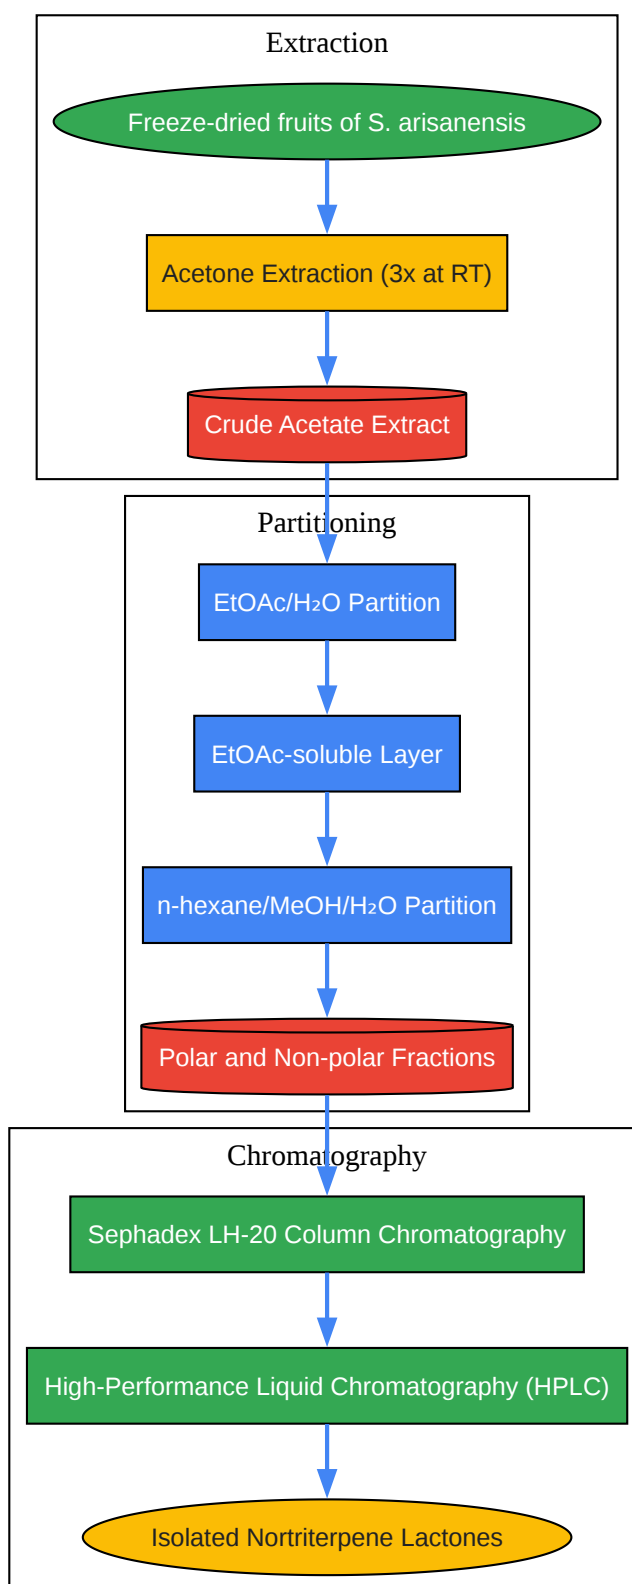 Extraction
Freeze-dried fruits of S. arisanensis
Acetone Extraction (3x at RT)
Crude Acetate Extract
Partitioning
EtOAc/H₂O Partition
EtOAc-soluble Layer
n-hexane/MeOH/H₂O Partition
Polar and Non-polar Fractions
Chromatography
Sephadex LH-20 Column Chromatography
High-Performance Liquid Chromatography (HPLC)
Isolated Nortriterpene Lactones